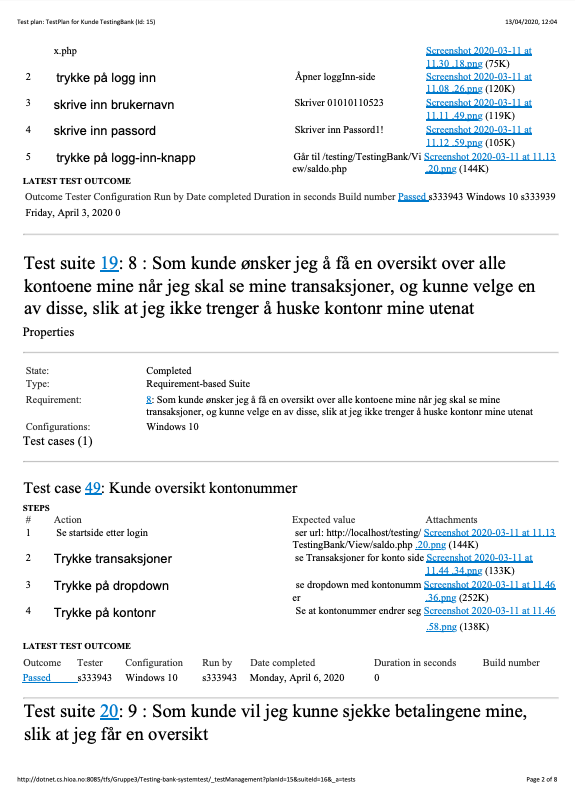 Test plan: TestPlan for Kunde TestingBank (Id: 15) 13/04/2020, 12:04
x.php Screenshot 2020-03-11 at
11.30 .18.png (75K)
2 trykke på logg inn Åpner loggInn-side Screenshot 2020-03-11 at
11.08 .26.png (120K)
3 skrive inn brukernavn Skriver 01010110523 Screenshot 2020-03-11 at
11.11 .49.png (119K)
4 skrive inn passord Skriver inn Passord1! Screenshot 2020-03-11 at
11.12 .59.png (105K)
5 trykke på logg-inn-knapp Går til /testing/TestingBank/Vi Screenshot 2020-03-11 at 11.13
ew/saldo.php .20.png (144K)
LATEST TEST OUTCOME
Outcome Tester Configuration Run by Date completed Duration in seconds Build number Passed s333943 Windows 10 s333939
Friday, April 3, 2020 0
Test suite 19: 8 : Som kunde ønsker jeg å få en oversikt over alle
kontoene mine når jeg skal se mine transaksjoner, og kunne velge en
av disse, slik at jeg ikke trenger å huske kontonr mine utenat
Properties
State: Completed
Type: Requirement-based Suite
Requirement: 8: Som kunde ønsker jeg å få en oversikt over alle kontoene mine når jeg skal se mine
transaksjoner, og kunne velge en av disse, slik at jeg ikke trenger å huske kontonr mine utenat
Configurations: Windows 10
Test cases (1)
Test case 49: Kunde oversikt kontonummer
STEPS
# Action Expected value Attachments
1 Se startside etter login ser url: http://localhost/testing/ Screenshot 2020-03-11 at 11.13
TestingBank/View/saldo.php .20.png (144K)
2 Trykke transaksjoner se Transaksjoner for konto side Screenshot 2020-03-11 at
11.44 .34.png (133K)
3 Trykke på dropdown se dropdown med kontonumm Screenshot 2020-03-11 at 11.46
er .36.png (252K)
4 Trykke på kontonr Se at kontonummer endrer seg Screenshot 2020-03-11 at 11.46
.58.png (138K)
LATEST TEST OUTCOME
Outcome Tester Configuration Run by Date completed Duration in seconds Build number
Passed s333943 Windows 10 s333943 Monday, April 6, 2020 0
Test suite 20: 9 : Som kunde vil jeg kunne sjekke betalingene mine,
slik at jeg får en oversikt
http://dotnet.cs.hioa.no:8085/tfs/Gruppe3/Testing-bank-systemtest/_testManagement?planId=15&suiteId=16&_a=tests Page 2 of 8